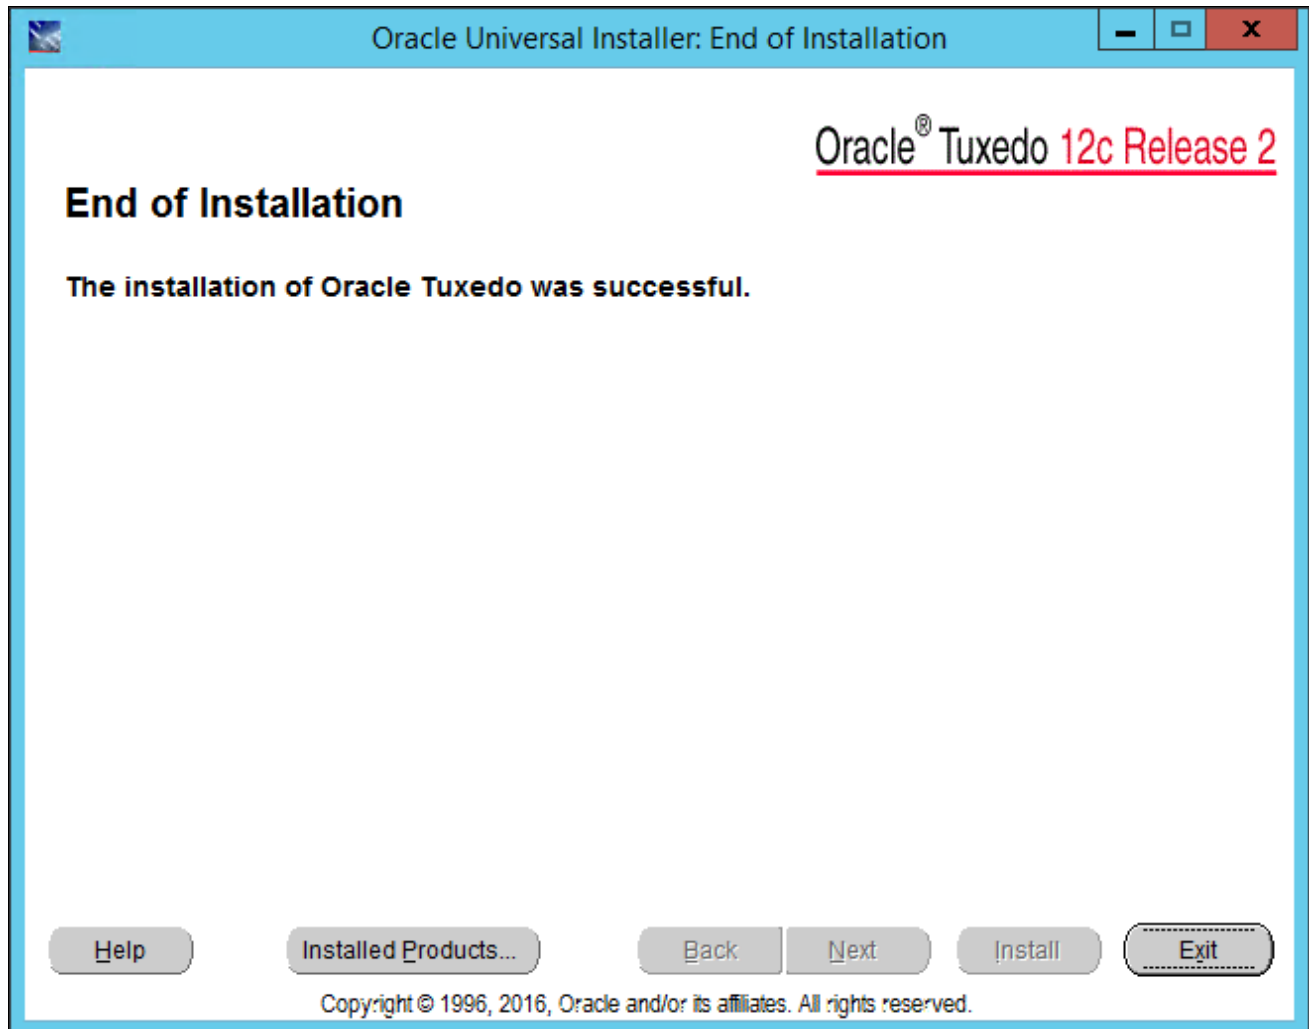 Oracle Universal Installer: End of Installation
Oracle® Tuxedo 12c Release 2
End of Installation
The installation of Oracle Tuxedo was successful.
Help Installed Products... Back Next Install Exit
Copyright © 1996, 2016, Oracle and/or its affiliates. All rights reserved.